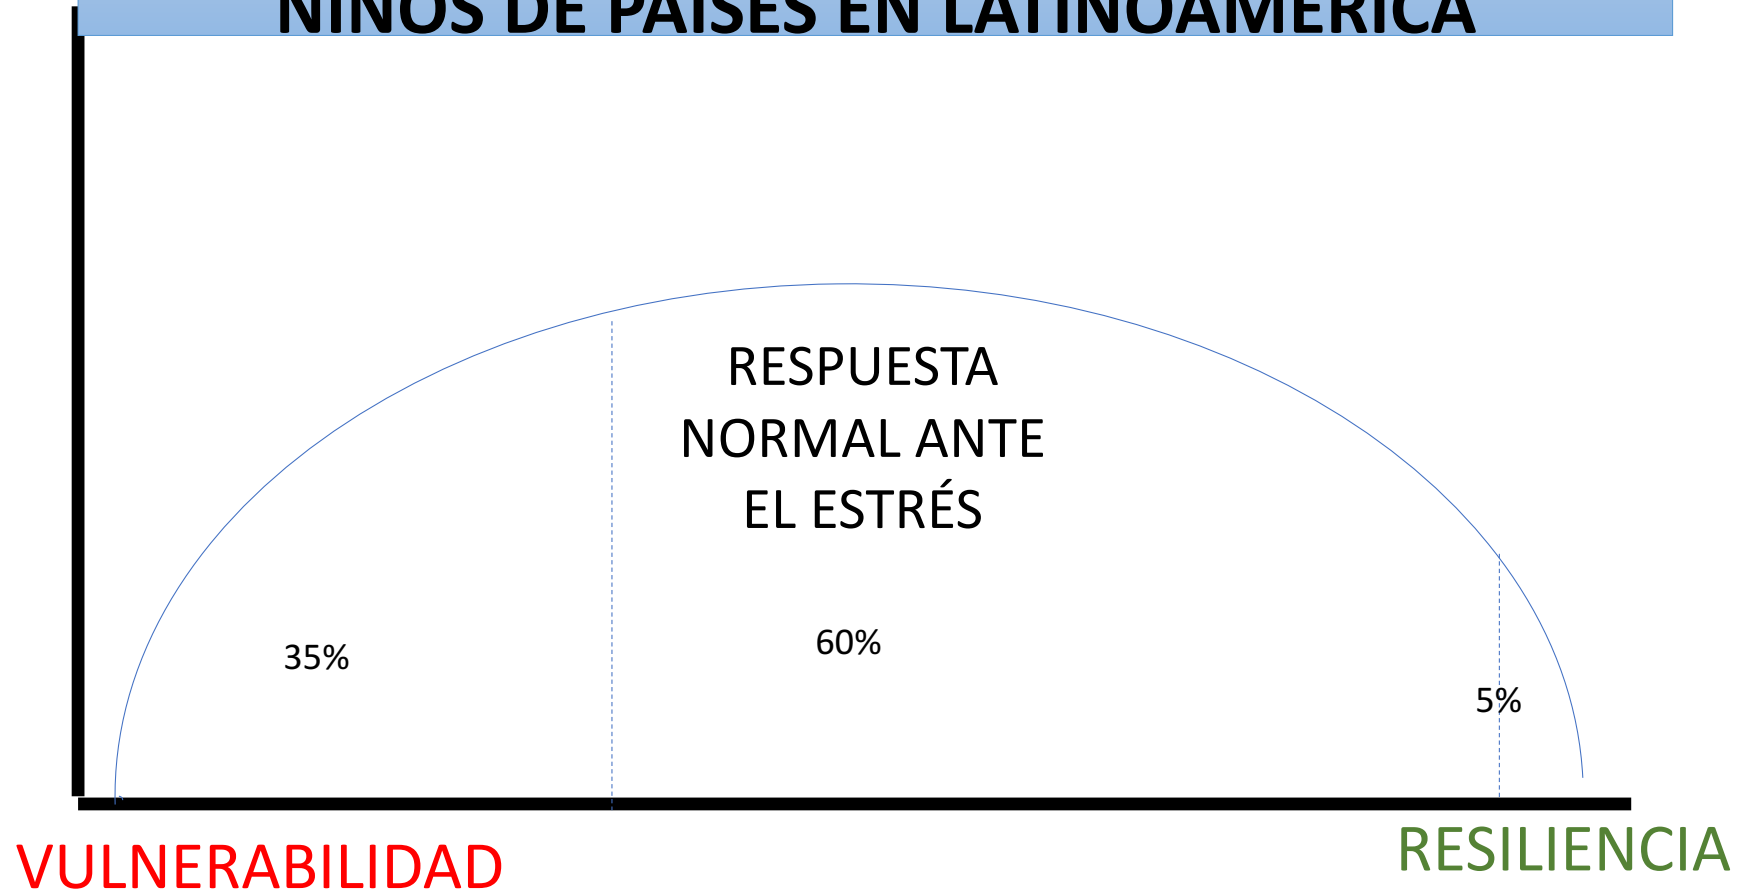 NIÑOS DE PAÍSES EN LATINOAMÉRICA
RESPUESTA
NORMAL ANTE
EL ESTRÉS
35%
60%
5%
VULNERABILIDAD
RESILIENCIA